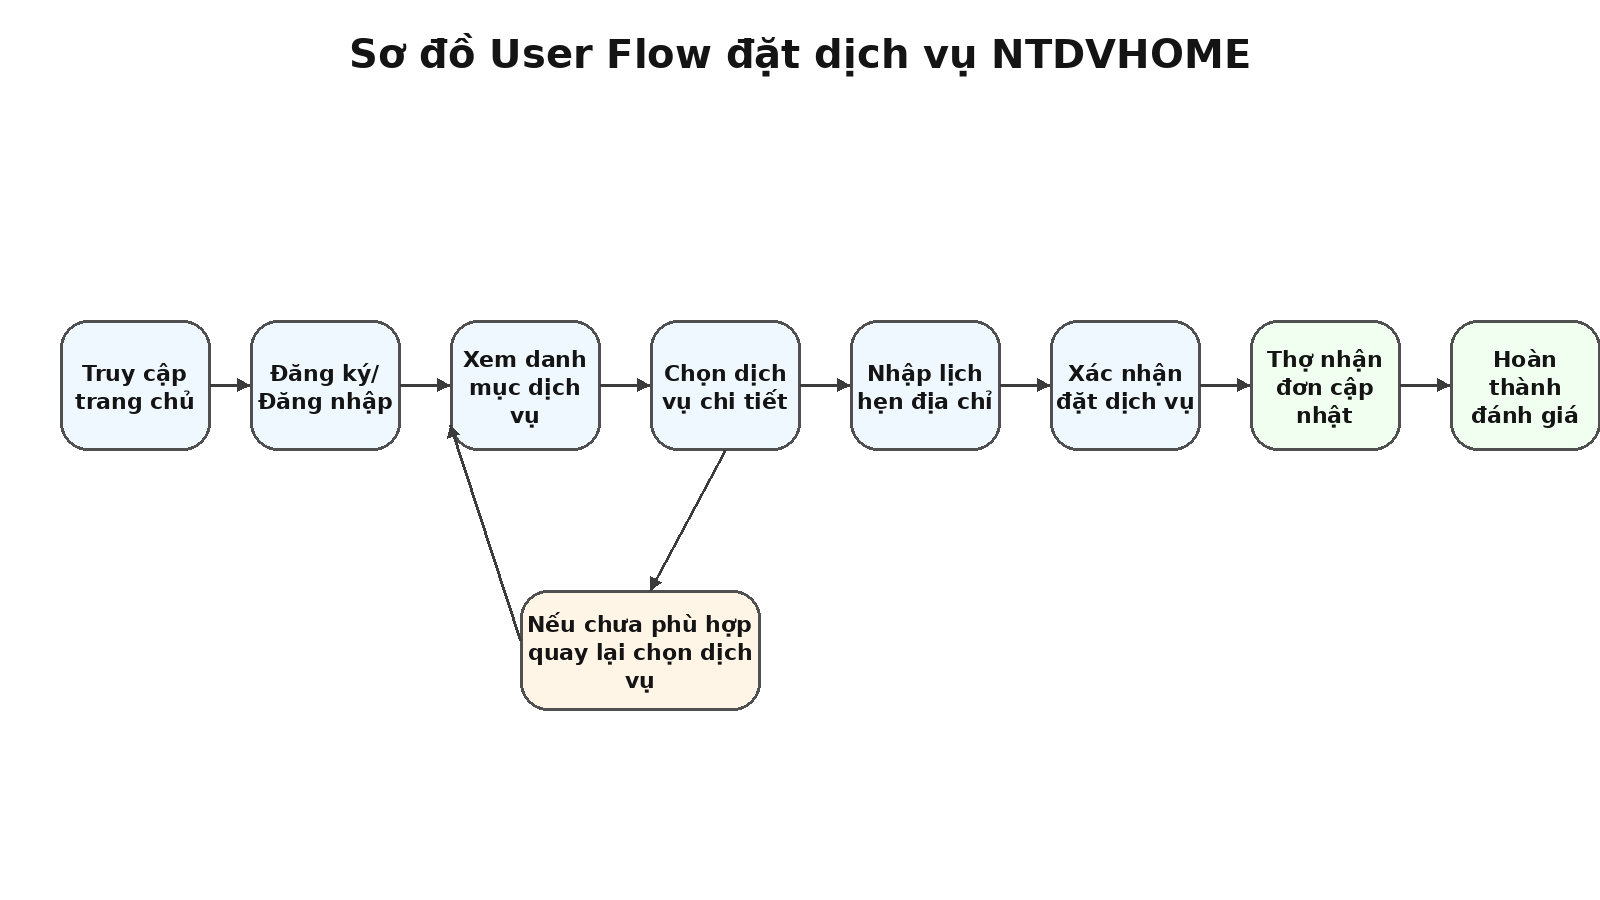 Sơ đồ User Flow đặt dịch vụ NTDVHOME
Truy cập
trang chủ
Đăng ký/
Đăng nhập
Xem danh
mục dịch
vụ
Chọn dịch
vụ chi tiết
Nhập lịch
hẹn địa chỉ
Xác nhận
đặt dịch vụ
Thợ nhận
đơn cập
nhật
Hoàn
thành
đánh giá
Nếu chưa phù hợp
quay lại chọn dịch
vụ